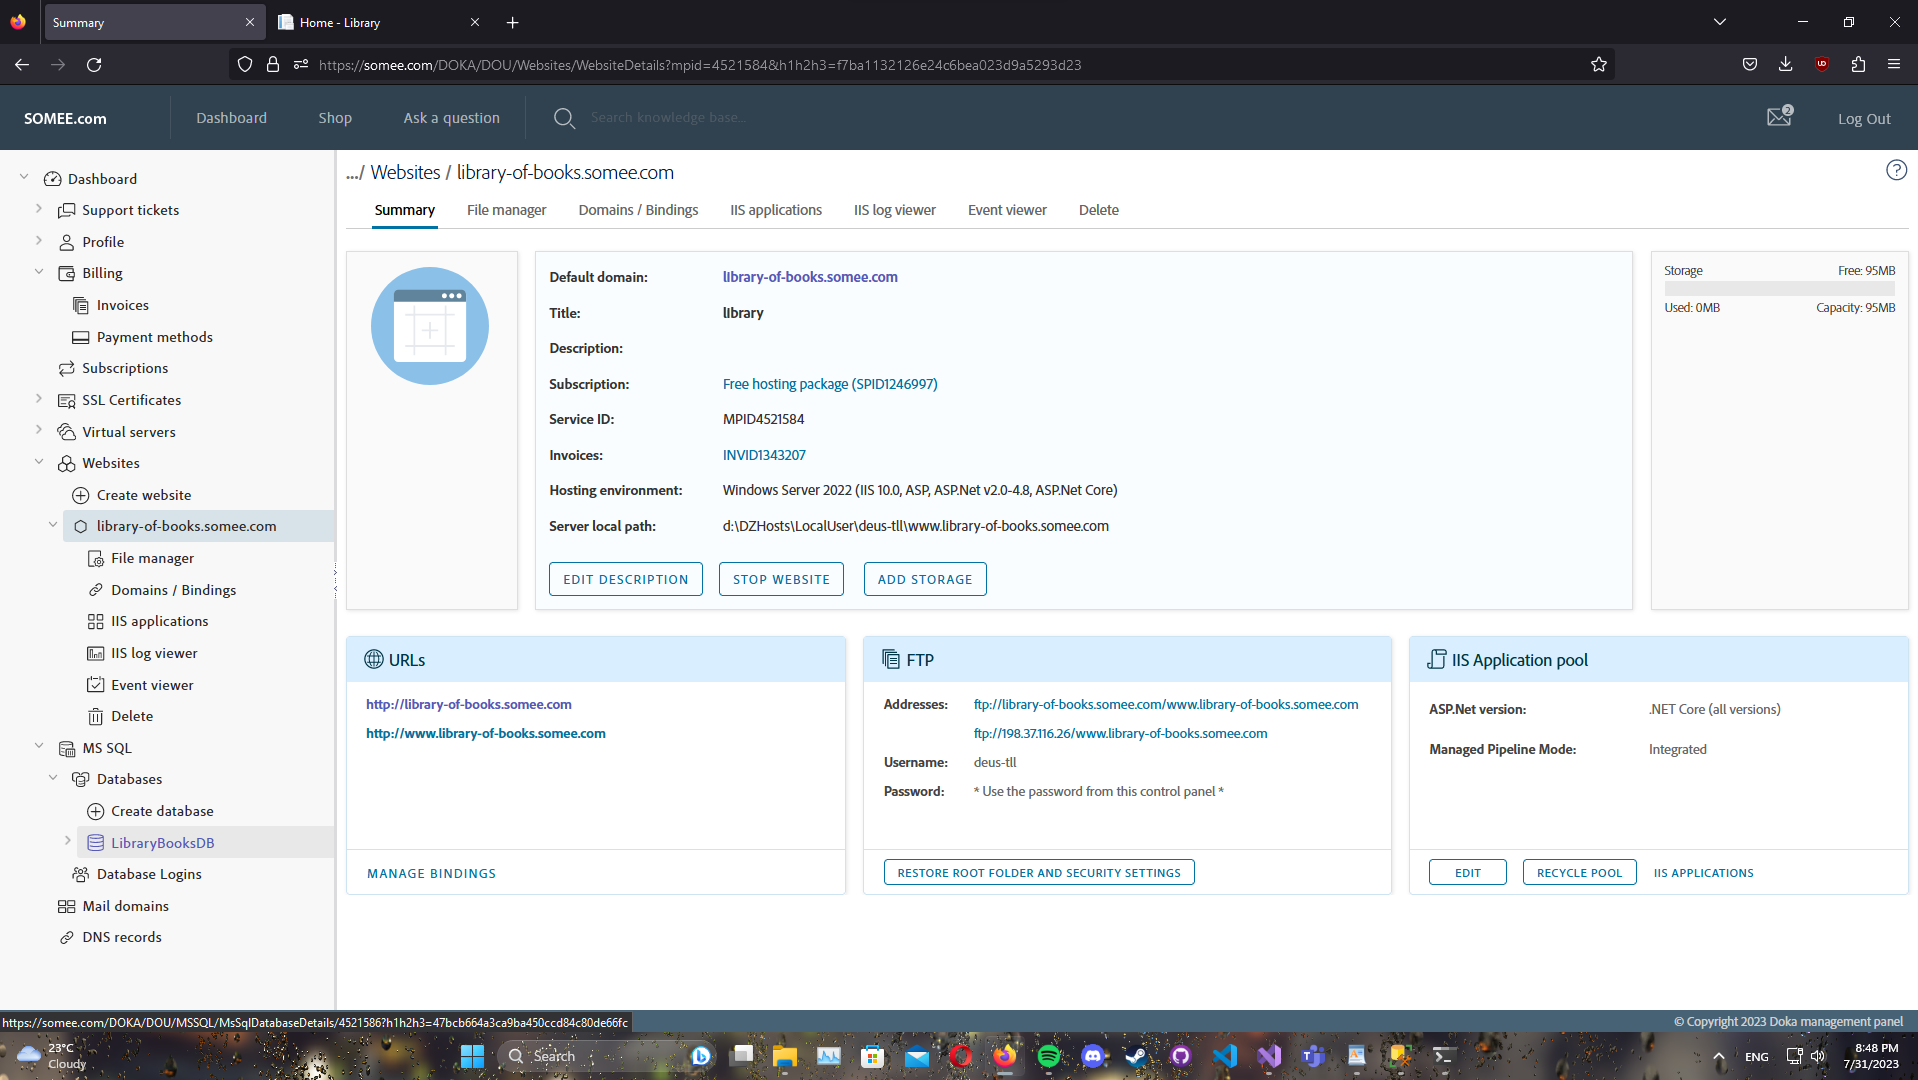 Summary
Home - Library
https://somee.com/DOKA/DOU/Websites/WebsiteDetails?mpid=4521584&h1h2h3=f7ba1132126e24c6bea023d9a5293d23
SOMEE.com
Dashboard
Shop
Ask a question
Search knowledge base...
2
Log Out
Dashboard
Support tickets
Profile
Billing
Invoices
Payment methods
Subscriptions
SSL Certificates
Virtual servers
Websites
Create website
library-of-books.somee.com
File manager
Domains / Bindings
IIS applications
IIS log viewer
Event viewer
Delete
MS SQL
Databases
Create database
LibraryBooksDB
Database Logins
Mail domains
DNS records
.../ Websites / library-of-books.somee.com
Summary
File manager
Domains / Bindings
IIS applications
IIS log viewer
Event viewer
Delete
Default domain: library-of-books.somee.com
Title: library
Description:
Subscription: Free hosting package (SPID1246997)
Service ID: MPID4521584
Invoices: INVID1343207
Hosting environment: Windows Server 2022 (IIS 10.0, ASP, ASP.Net v2.0-4.8, ASP.Net Core)
Server local path: d:\DZHosts\LocalUser\deus-tll\www.library-of-books.somee.com
EDIT DESCRIPTION
STOP WEBSITE
ADD STORAGE
Storage Free: 95MB
Used: 0MB Capacity: 95MB
URLs
http://library-of-books.somee.com
http://www.library-of-books.somee.com
MANAGE BINDINGS
FTP
Addresses: ftp://library-of-books.somee.com/www.library-of-books.somee.com
ftp://198.37.116.26/www.library-of-books.somee.com
Username: deus-tll
Password: * Use the password from this control panel *
RESTORE ROOT FOLDER AND SECURITY SETTINGS
IIS Application pool
ASP.Net version: .NET Core (all versions)
Managed Pipeline Mode: Integrated
EDIT
RECYCLE POOL
IIS APPLICATIONS
https://somee.com/DOKA/DOU/MSSQL/MsSqlDatabaseDetails/4521586?h1h2h3=47bcb664a3ca9ba450ccd84c80de66fc
© Copyright 2023 Doka management panel
23°C
Cloudy
Search
ENG
8:48 PM
7/31/2023